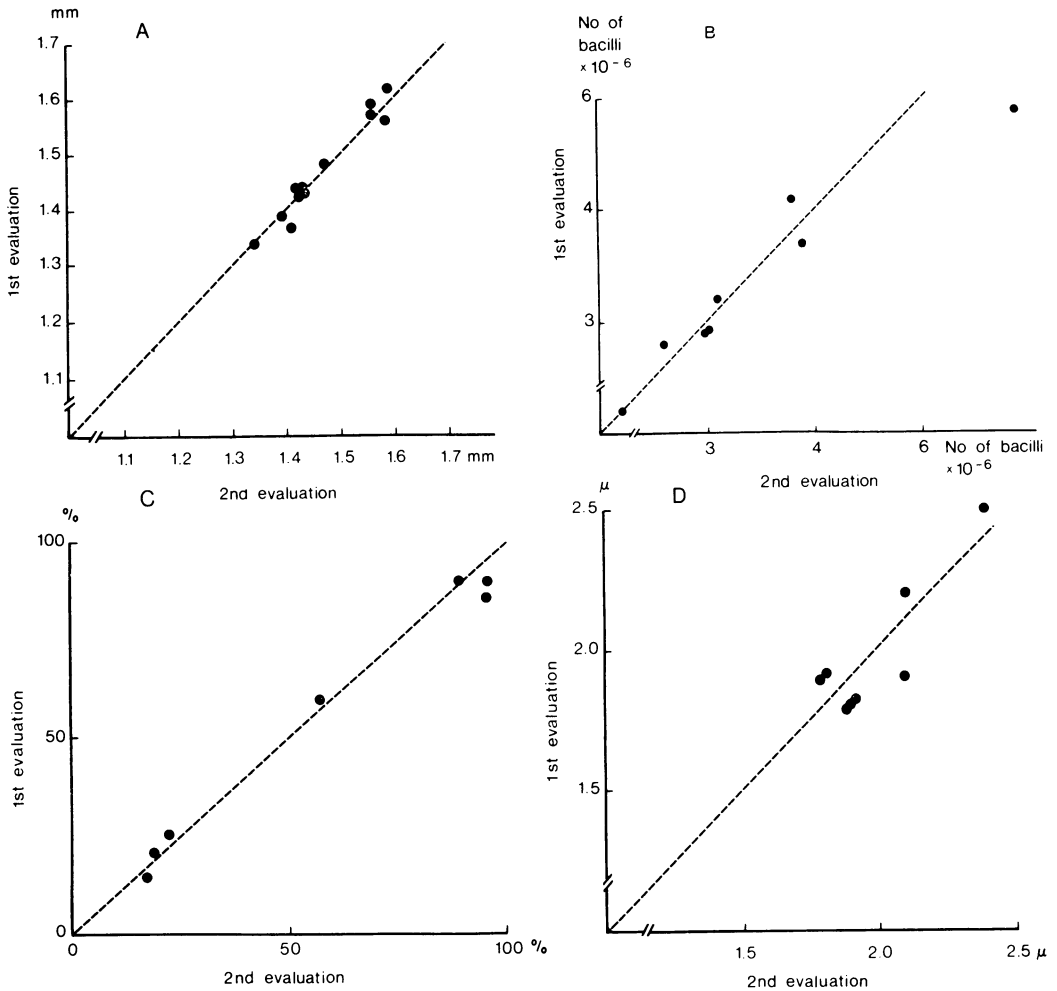 A
mm
1.7
1.6
1.5
1.4
1.3
1.2
1.1
1st evaluation
1.1 1.2 1.3 1.4 1.5 1.6 1.7 mm
2nd evaluation
B
No of
bacilli
× 10⁻⁶
6
4
3
1st evaluation
3 4 6 No of bacilli
× 10⁻⁶
2nd evaluation
C
%
100
50
0
1st evaluation
0 50 100 %
2nd evaluation
D
μ
2.5
2.0
1.5
1st evaluation
1.5 2.0 2.5 μ
2nd evaluation